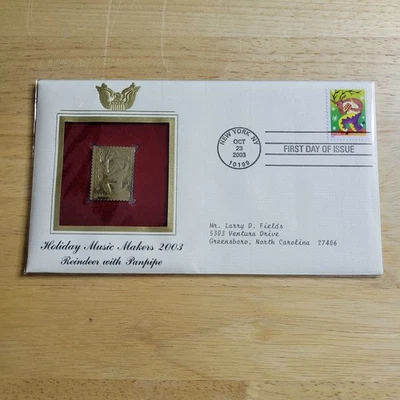 NEW YORK, NY
OCT
23
2003
10199
FIRST DAY OF ISSUE
Mr. Larry D. Fields
5303 Ventura Drive
Greensboro, North Carolina 27406
Holiday Music Makers 2003
Reindeer with Panpipe